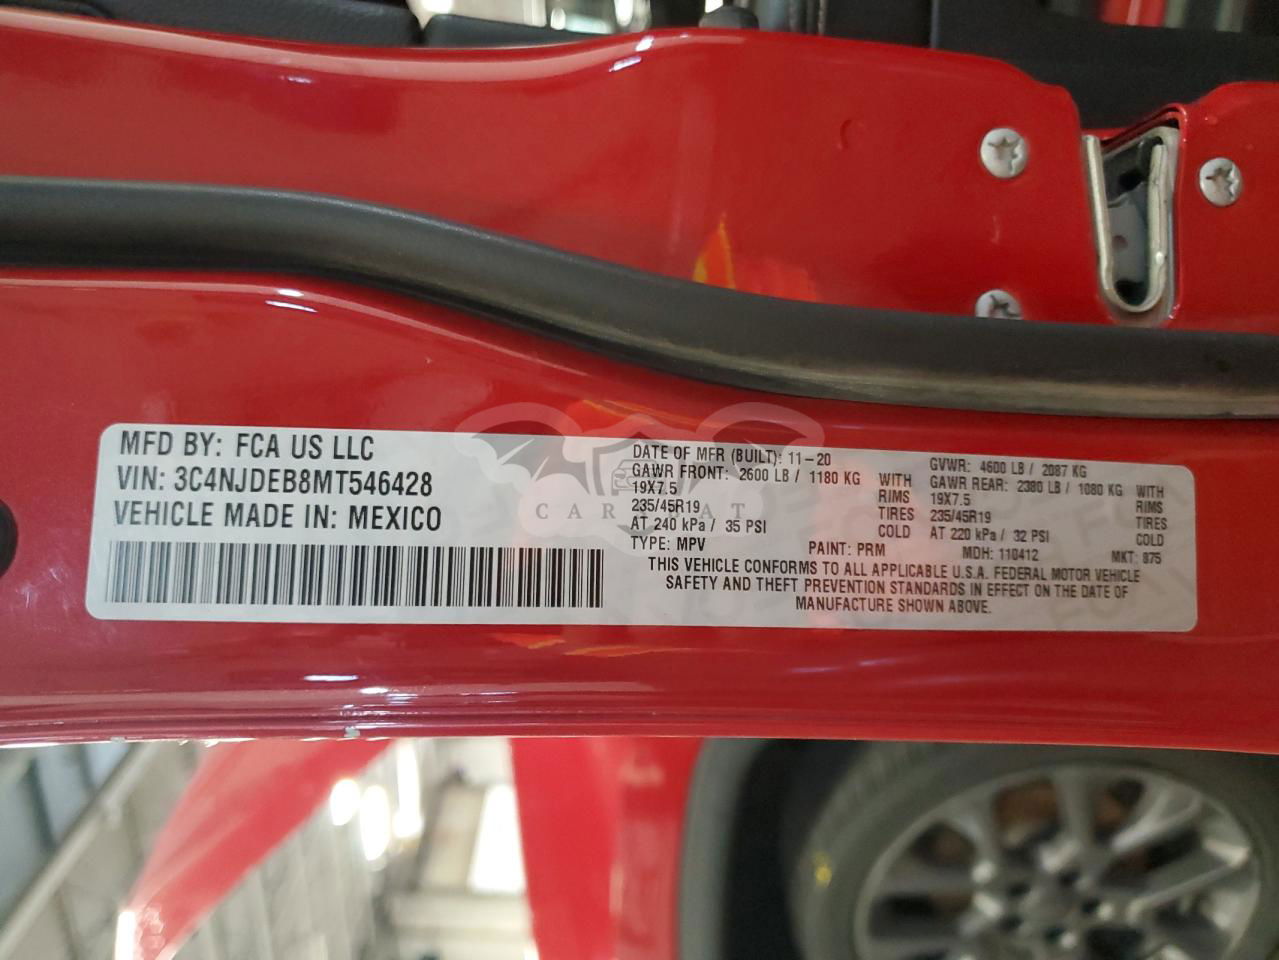 MFD BY: FCA US LLC
VIN: 3C4NJDEB8MT546428
VEHICLE MADE IN: MEXICO
DATE OF MFR (BUILT): 11-20
GAWR FRONT: 2600 LB / 1180 KG WITH
19X7.5 RIMS
235/45R19 TIRES
AT 240 kPa / 35 PSI COLD
GVWR: 4600 LB / 2087 KG
GAWR REAR: 2380 LB / 1080 KG WITH
19X7.5 RIMS
235/45R19 TIRES
AT 220 kPa / 32 PSI COLD
TYPE: MPV PAINT: PRM MDH: 110412 MKT: 875
THIS VEHICLE CONFORMS TO ALL APPLICABLE U.S.A. FEDERAL MOTOR VEHICLE
SAFETY AND THEFT PREVENTION STANDARDS IN EFFECT ON THE DATE OF
MANUFACTURE SHOWN ABOVE.